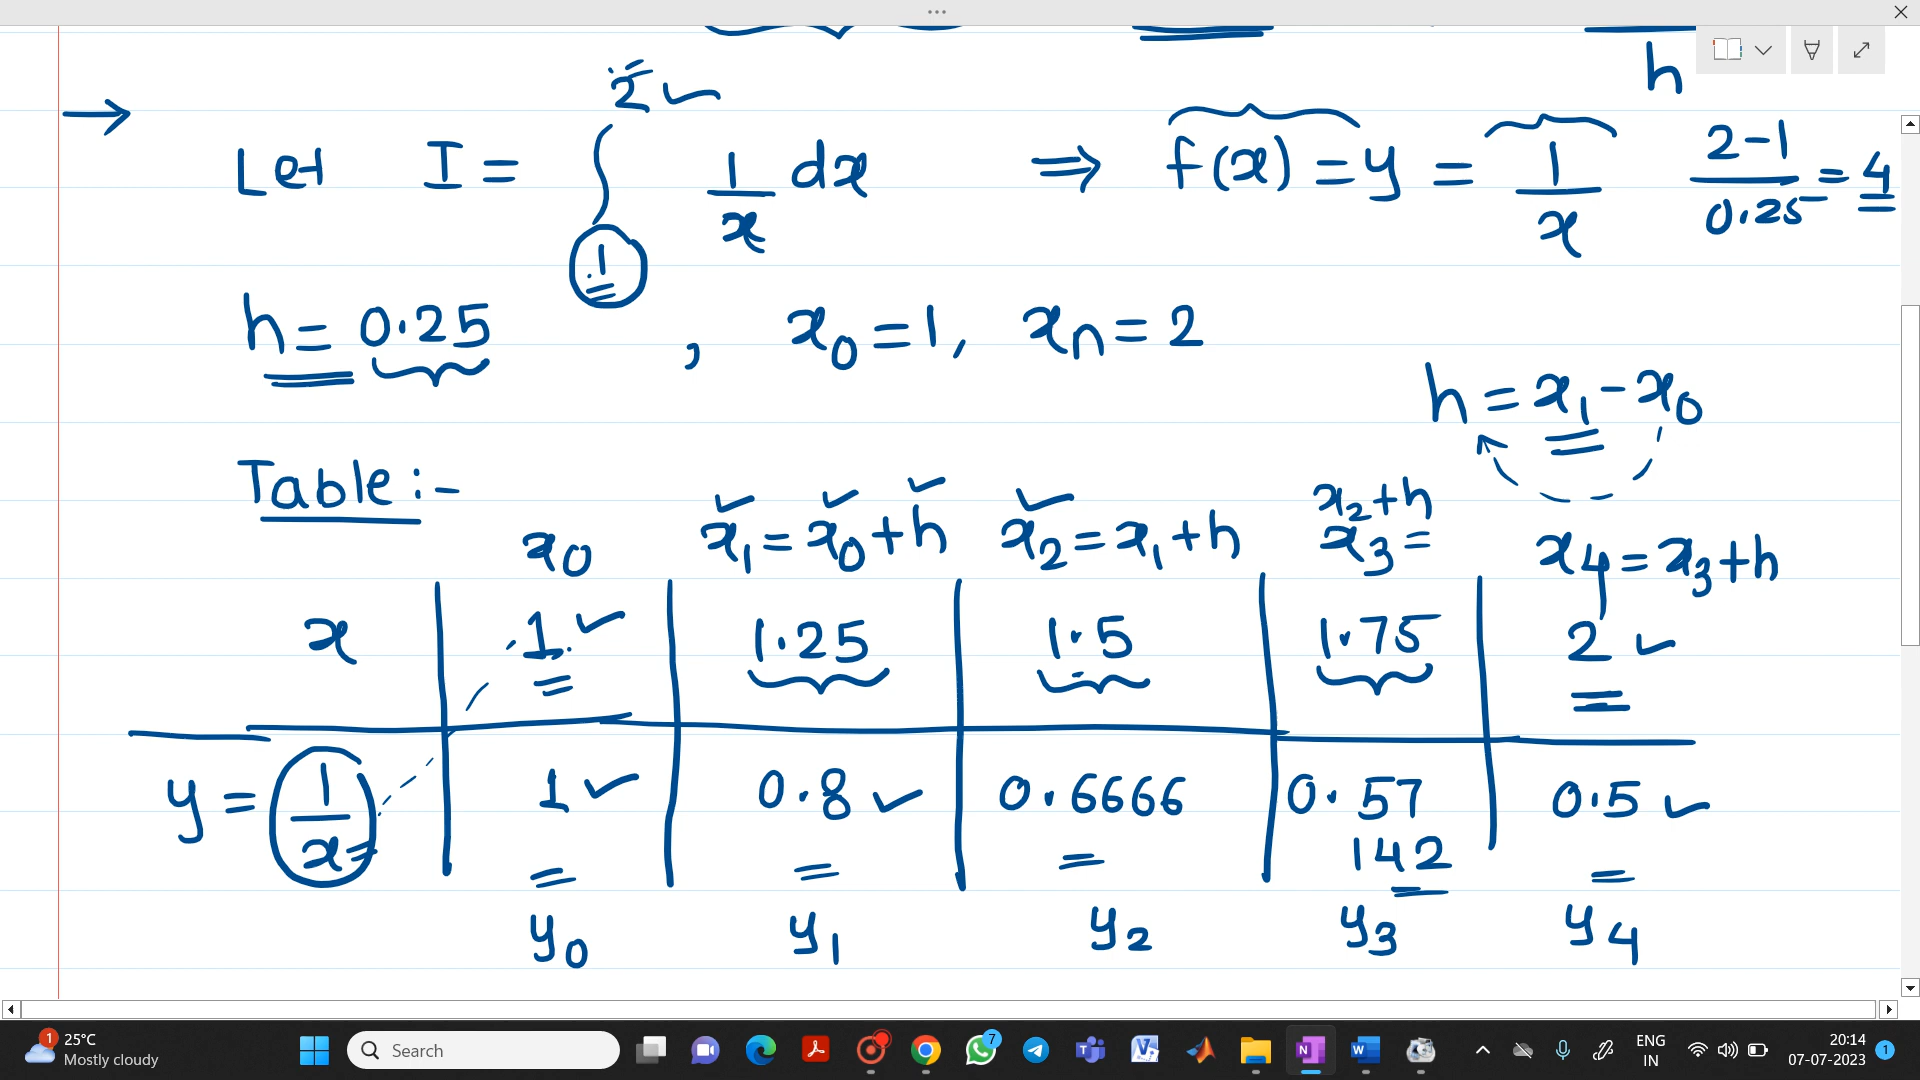 h
Let I = ∫₁² 1/x dx ⇒ f(x) = y = 1/x 2-1/0.25 = 4
h = 0.25 , x₀ = 1, xn = 2
h = x₁ - x₀
Table :-
x₀ x₁ = x₀ + h x₂ = x₁ + h x₃ = x₂ + h x₄ = x₃ + h
x 1 1.25 1.5 1.75 2
y = 1/x 1 0.8 0.6666 0.57142 0.5
y₀ y₁ y₂ y₃ y₄
1 25°C
Mostly cloudy
Search
7
ENG
IN
20:14
07-07-2023
1